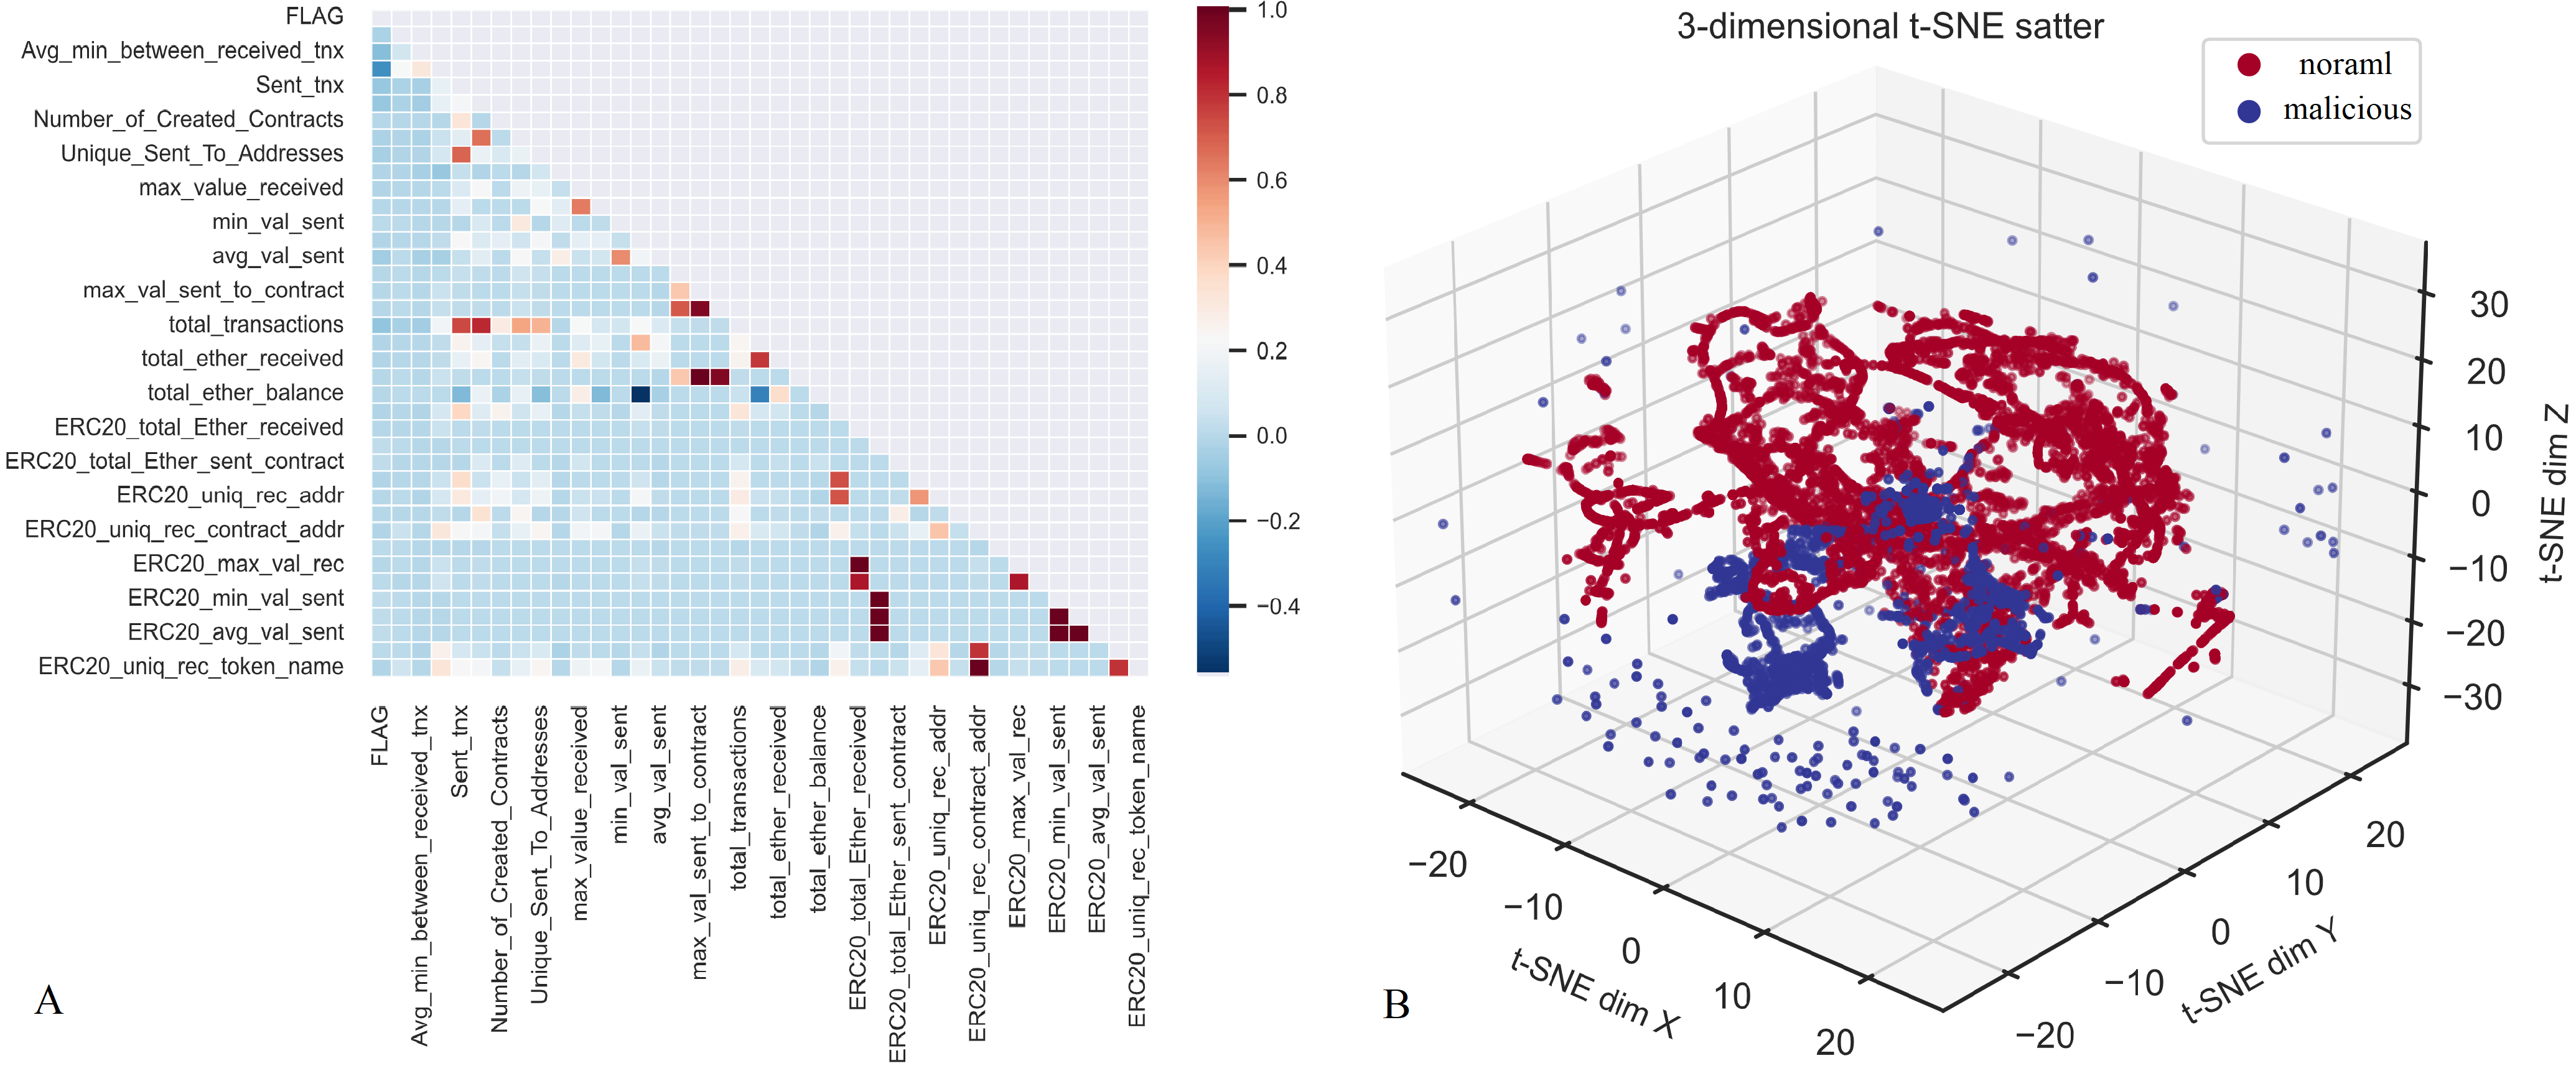 FLAG
Avg_min_between_received_tnx
Sent_tnx
Number_of_Created_Contracts
Unique_Sent_To_Addresses
max_value_received
min_val_sent
avg_val_sent
max_val_sent_to_contract
total_transactions
total_ether_received
total_ether_balance
ERC20_total_Ether_received
ERC20_total_Ether_sent_contract
ERC20_uniq_rec_addr
ERC20_uniq_rec_contract_addr
ERC20_max_val_rec
ERC20_min_val_sent
ERC20_avg_val_sent
ERC20_uniq_rec_token_name
FLAG
Avg_min_between_received_tnx
Sent_tnx
Number_of_Created_Contracts
Unique_Sent_To_Addresses
max_value_received
min_val_sent
avg_val_sent
max_val_sent_to_contract
total_transactions
total_ether_received
total_ether_balance
ERC20_total_Ether_received
ERC20_total_Ether_sent_contract
ERC20_uniq_rec_addr
ERC20_uniq_rec_contract_addr
ERC20_max_val_rec
ERC20_min_val_sent
ERC20_avg_val_sent
ERC20_uniq_rec_token_name
1.0
0.8
0.6
0.4
0.2
0.0
−0.2
−0.4
A
3-dimensional t-SNE satter
noraml
malicious
30
20
10
0
−10
−20
−30
t-SNE dim Z
−20
−10
0
10
20
t-SNE dim X
−20
−10
0
10
20
t-SNE dim Y
B